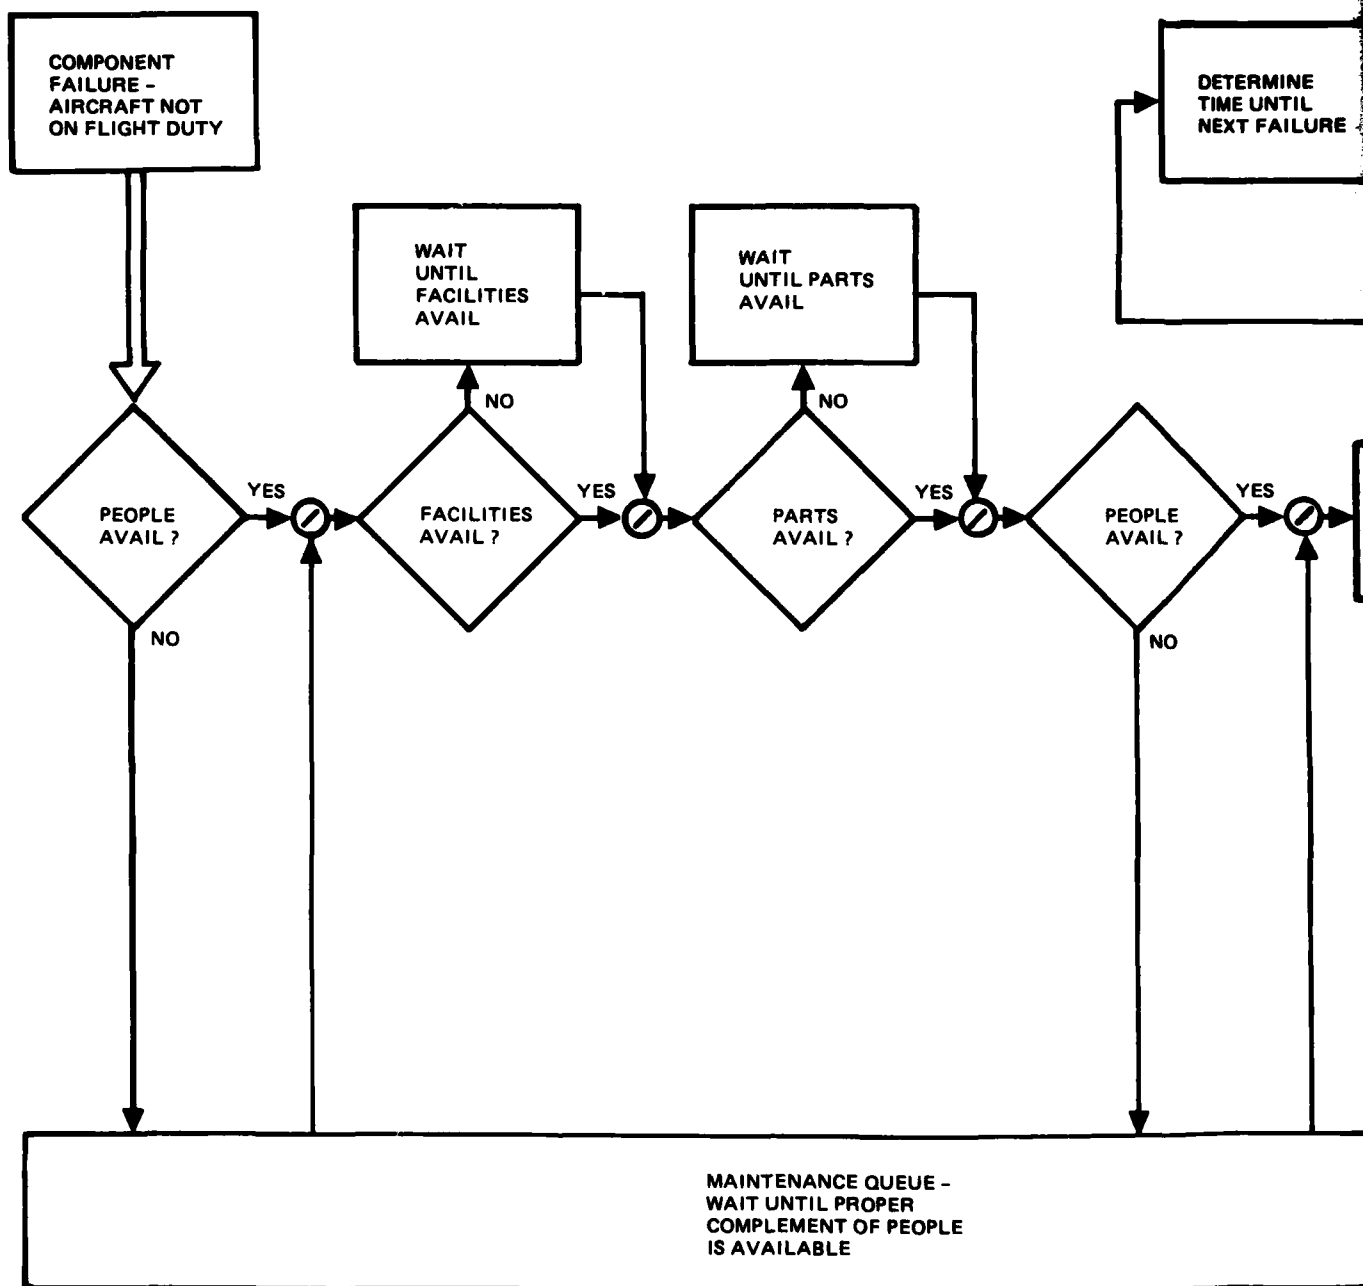 COMPONENT
FAILURE -
AIRCRAFT NOT
ON FLIGHT DUTY
DETERMINE
TIME UNTIL
NEXT FAILURE
WAIT
UNTIL
FACILITIES
AVAIL
WAIT
UNTIL PARTS
AVAIL
NO
NO
YES
YES
YES
YES
PEOPLE
AVAIL ?
FACILITIES
AVAIL ?
PARTS
AVAIL ?
PEOPLE
AVAIL ?
NO
NO
MAINTENANCE QUEUE -
WAIT UNTIL PROPER
COMPLEMENT OF PEOPLE
IS AVAILABLE